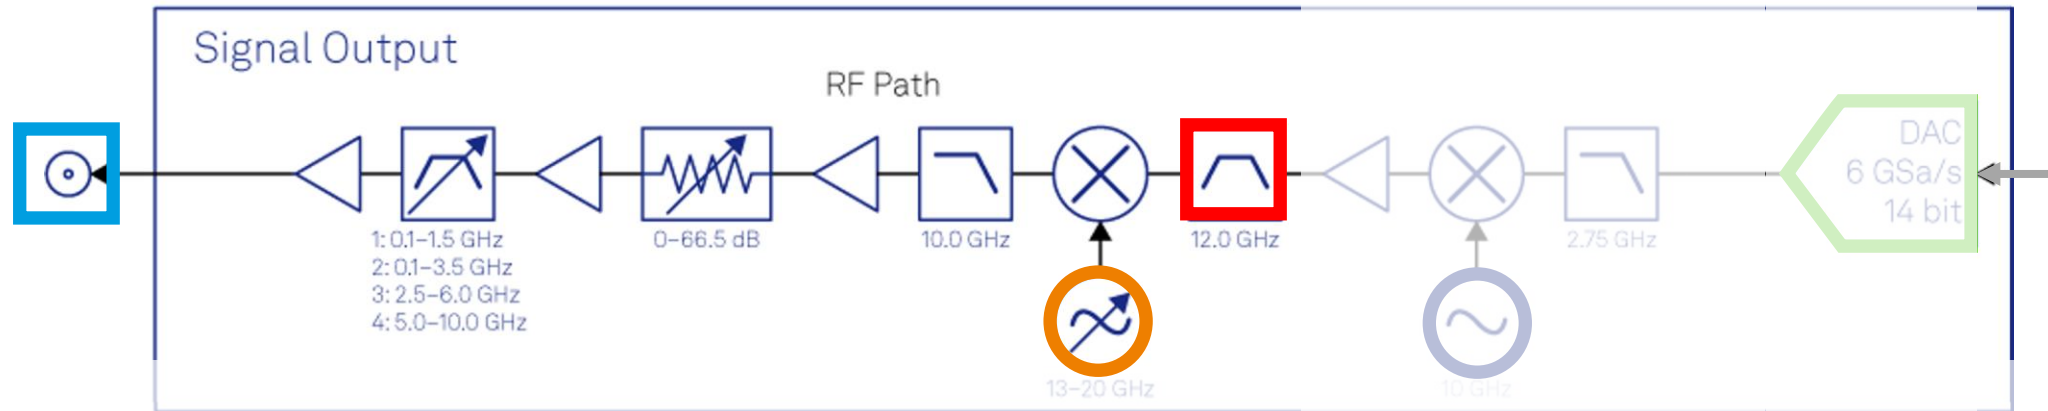 Signal Output
RF Path
DAC
6 GSa/s
14 bit
1: 0.1–1.5 GHz
2: 0.1–3.5 GHz
3: 2.5–6.0 GHz
4: 5.0–10.0 GHz
0–66.5 dB
10.0 GHz
12.0 GHz
2.75 GHz
13–20 GHz
10 GHz